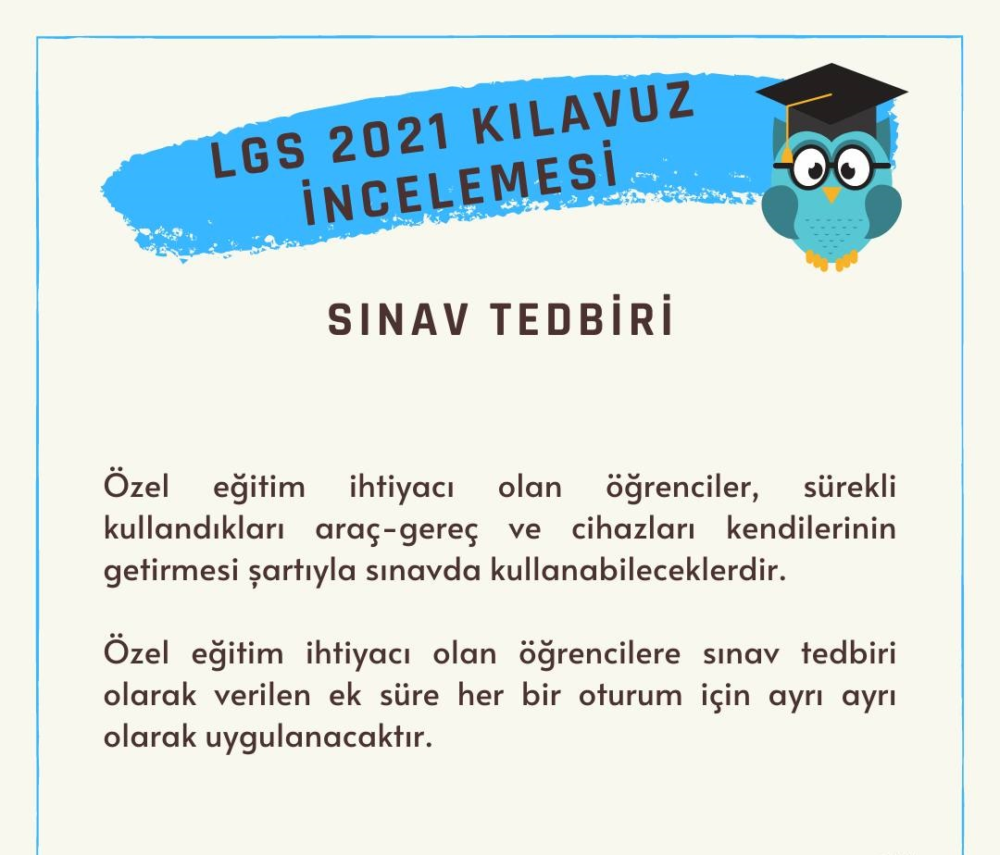 LGS 2021 KILAVUZ
İNCELEMESİ
SINAV TEDBİRİ
Özel eğitim ihtiyacı olan öğrenciler, sürekli
kullandıkları araç-gereç ve cihazları kendilerinin
getirmesi şartıyla sınavda kullanabileceklerdir.
Özel eğitim ihtiyacı olan öğrencilere sınav tedbiri
olarak verilen ek süre her bir oturum için ayrı ayrı
olarak uygulanacaktır.